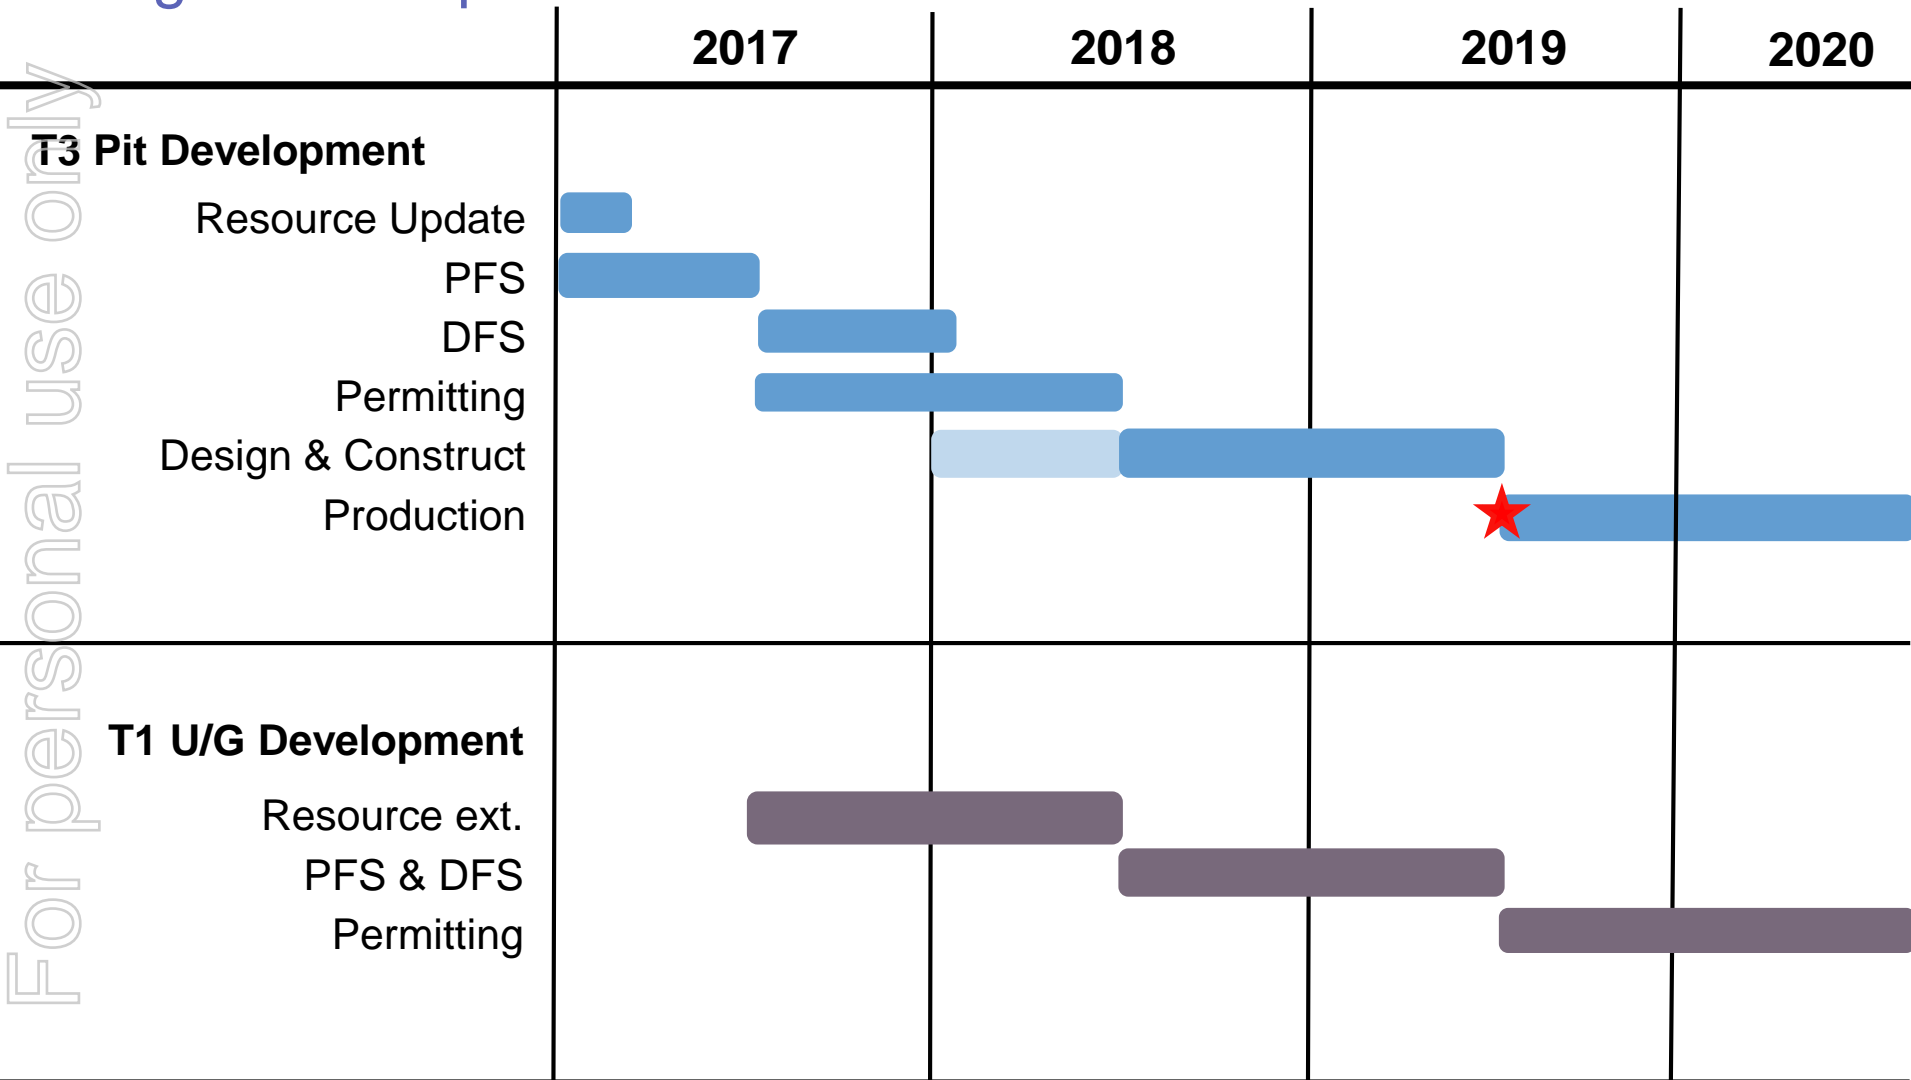 2017 2018 2019 2020
T3 Pit Development
Resource Update
PFS
DFS
Permitting
Design & Construct
Production
T1 U/G Development
Resource ext.
PFS & DFS
Permitting
For personal use only